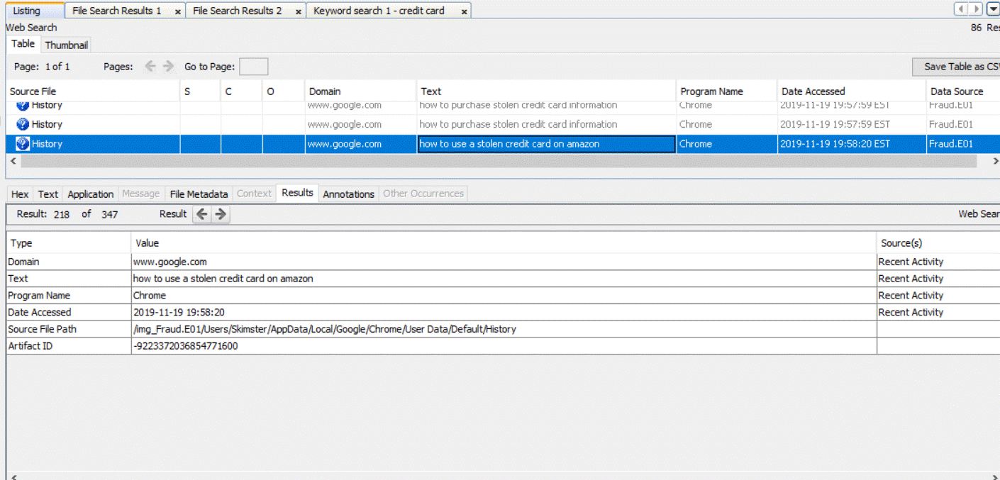 Listing File Search Results 1 x File Search Results 2 x Keyword search 1 - credit card x
Web Search 86 Res
Table Thumbnail
Page: 1 of 1 Pages: Go to Page: Save Table as CSV
Source File S C O Domain Text Program Name Date Accessed Data Source
History www.google.com how to purchase stolen credit card information Chrome 2019-11-19 19:57:59 EST Fraud.E01
History www.google.com how to purchase stolen credit card information Chrome 2019-11-19 19:57:59 EST Fraud.E01
History www.google.com how to use a stolen credit card on amazon Chrome 2019-11-19 19:58:20 EST Fraud.E01
Hex Text Application Message File Metadata Context Results Annotations Other Occurrences
Result: 218 of 347 Result Web Sear
Type Value Source(s)
Domain www.google.com Recent Activity
Text how to use a stolen credit card on amazon Recent Activity
Program Name Chrome Recent Activity
Date Accessed 2019-11-19 19:58:20 Recent Activity
Source File Path /img_Fraud.E01/Users/Skimster/AppData/Local/Google/Chrome/User Data/Default/History
Artifact ID -9223372036854771600